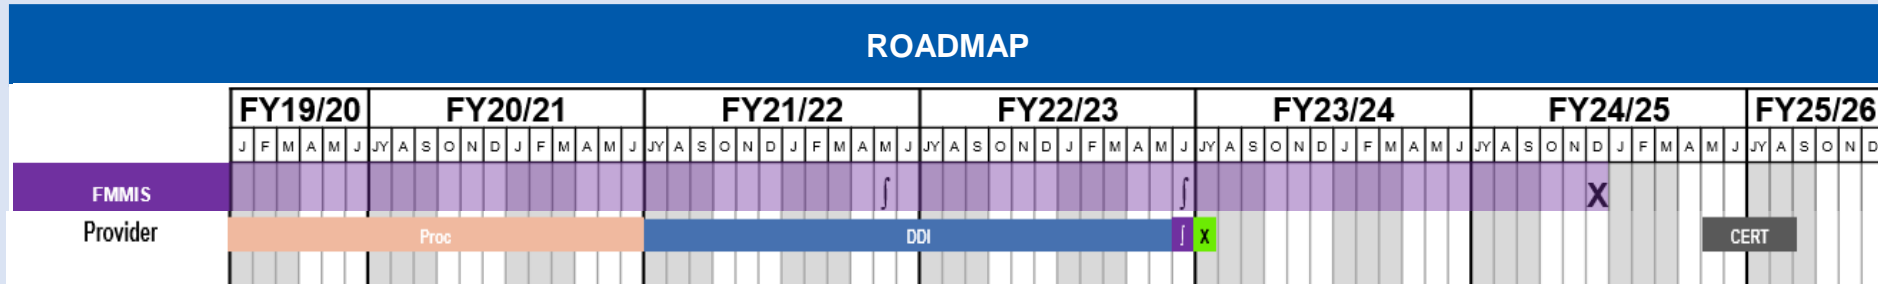 ROADMAP
FY19/20 FY20/21 FY21/22 FY22/23 FY23/24 FY24/25 FY25/26
J F M A M J JY A S O N D J F M A M J JY A S O N D J F M A M J JY A S O N D J F M A M J JY A S O N D J F M A M J JY A S O N D J F M A M J JY A S O N D
FMMIS ∫ ∫ X
Provider Proc DDI ∫ X CERT